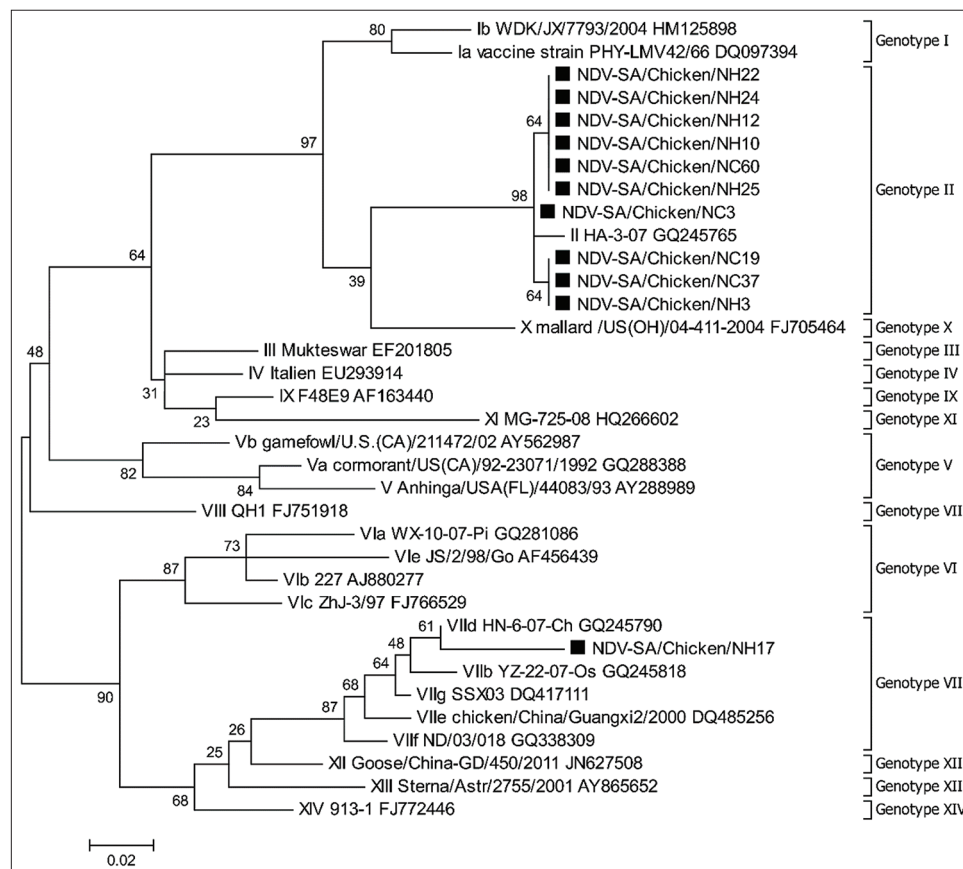 80
Ib WDK/JX/7793/2004 HM125898
Ia vaccine strain PHY-LMV42/66 DQ097394
Genotype I
97
64
NDV-SA/Chicken/NH22
NDV-SA/Chicken/NH24
NDV-SA/Chicken/NH12
NDV-SA/Chicken/NH10
NDV-SA/Chicken/NC60
NDV-SA/Chicken/NH25
98
NDV-SA/Chicken/NC3
II HA-3-07 GQ245765
NDV-SA/Chicken/NC19
NDV-SA/Chicken/NC37
64
NDV-SA/Chicken/NH3
Genotype II
39
X mallard /US(OH)/04-411-2004 FJ705464
Genotype X
64
III Mukteswar EF201805
Genotype III
IV Italien EU293914
Genotype IV
31
IX F48E9 AF163440
Genotype IX
23
XI MG-725-08 HQ266602
Genotype XI
48
Vb gamefowl/U.S.(CA)/211472/02 AY562987
82
Va cormorant/US(CA)/92-23071/1992 GQ288388
84
V Anhinga/USA(FL)/44083/93 AY288989
Genotype V
VIII QH1 FJ751918
Genotype VII
73
VIa WX-10-07-Pi GQ281086
VIe JS/2/98/Go AF456439
87
VIb 227 AJ880277
VIc ZhJ-3/97 FJ766529
Genotype VI
61
VIId HN-6-07-Ch GQ245790
NDV-SA/Chicken/NH17
48
VIIb YZ-22-07-Os GQ245818
64
VIIg SSX03 DQ417111
68
VIIe chicken/China/Guangxi2/2000 DQ485256
87
VIIf ND/03/018 GQ338309
Genotype VII
90
26
XII Goose/China-GD/450/2011 JN627508
Genotype XII
25
XIII Sterna/Astr/2755/2001 AY865652
Genotype XII
68
XIV 913-1 FJ772446
Genotype XIV
0.02